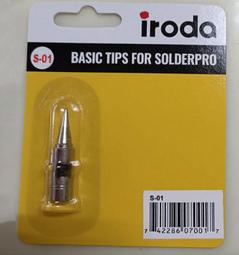 iroda
S-01
BASIC TIPS FOR SOLDERPRO
S-01
7 42286 07001 7